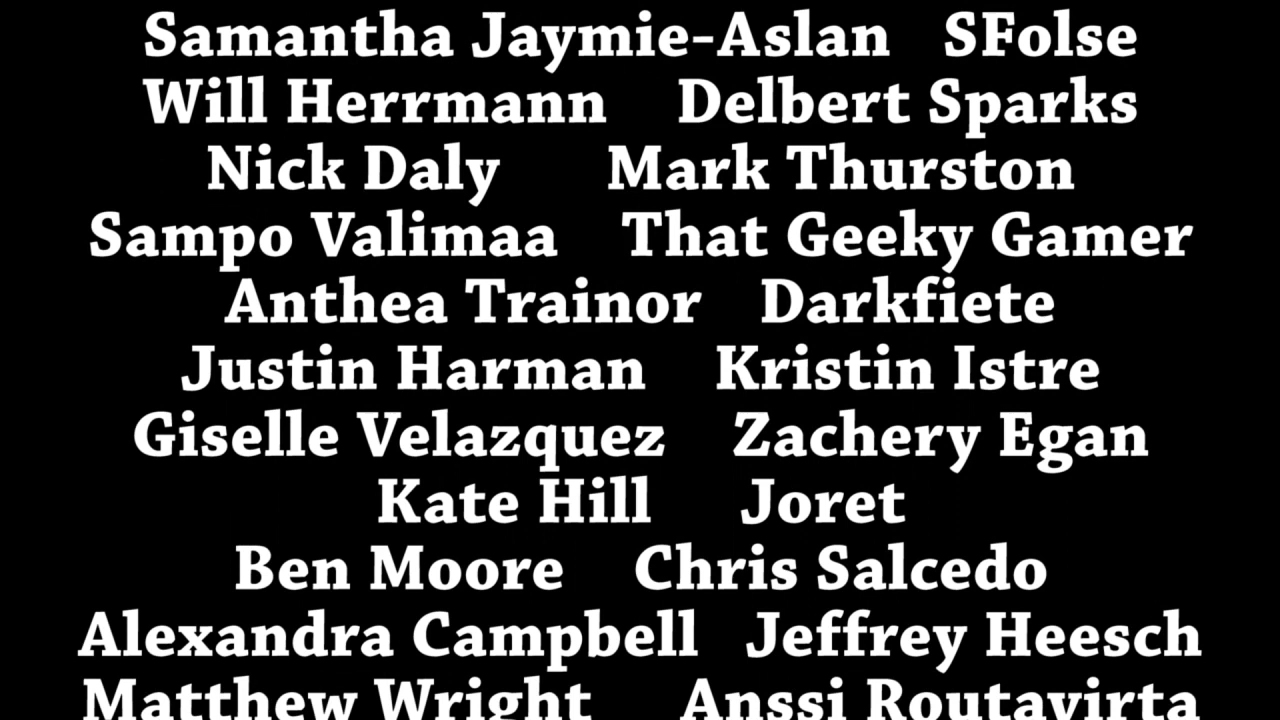 Samantha Jaymie-Aslan SFolse
Will Herrmann Delbert Sparks
Nick Daly Mark Thurston
Sampo Valimaa That Geeky Gamer
Anthea Trainor Darkfiete
Justin Harman Kristin Istre
Giselle Velazquez Zachery Egan
Kate Hill Joret
Ben Moore Chris Salcedo
Alexandra Campbell Jeffrey Heesch
Matthew Wright Anssi Routavirta